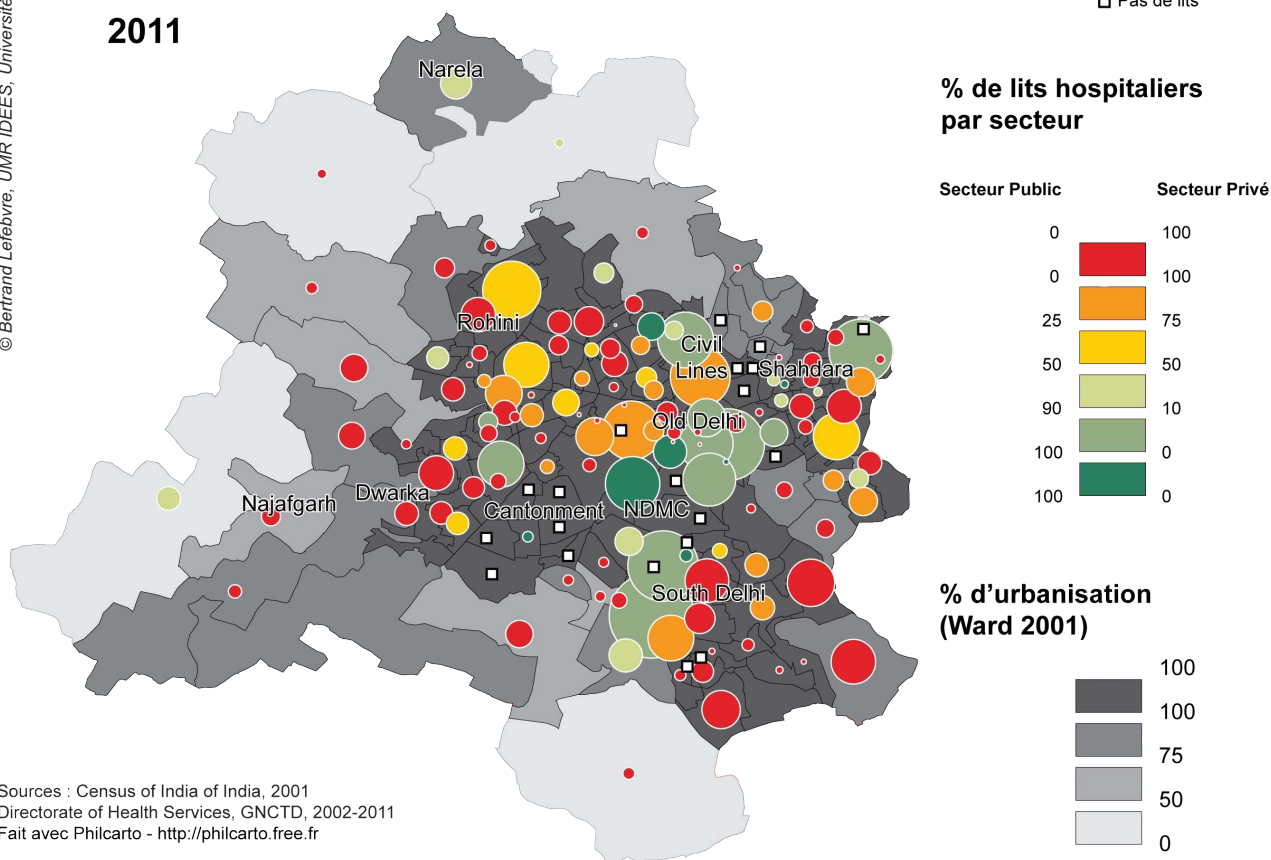 © Bertrand Lefebvre, UMR IDEES, Université
2011
Pas de lits
% de lits hospitaliers
par secteur
Secteur Public
Secteur Privé
0 100
0 100
25 75
50 50
90 10
100 0
100 0
% d’urbanisation
(Ward 2001)
100
100
75
50
0
Narela
Rohini
Civil
Lines
Shahdara
Old Delhi
Najafgarh
Dwarka
Cantonment
NDMC
South Delhi
Sources : Census of India of India, 2001
Directorate of Health Services, GNCTD, 2002-2011
Fait avec Philcarto - http://philcarto.free.fr